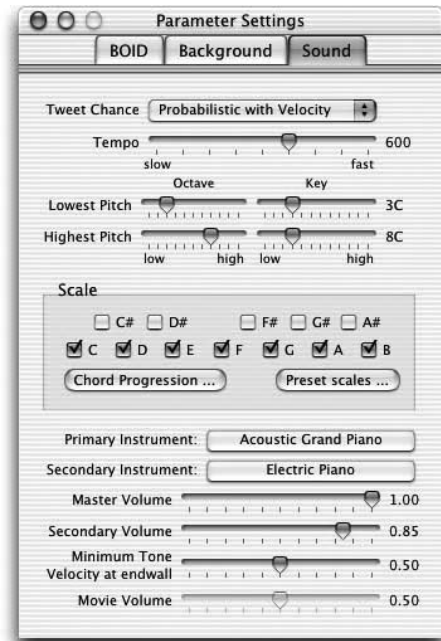 Parameter Settings
BOID Background Sound
Tweet Chance Probabilistic with Velocity
Tempo 600
slow fast
Octave Key
Lowest Pitch 3C
Highest Pitch 8C
low high low high
Scale
C# D# F# G# A#
C D E F G A B
Chord Progression ... Preset scales ...
Primary Instrument: Acoustic Grand Piano
Secondary Instrument: Electric Piano
Master Volume 1.00
Secondary Volume 0.85
Minimum Tone
Velocity at endwall 0.50
Movie Volume 0.50